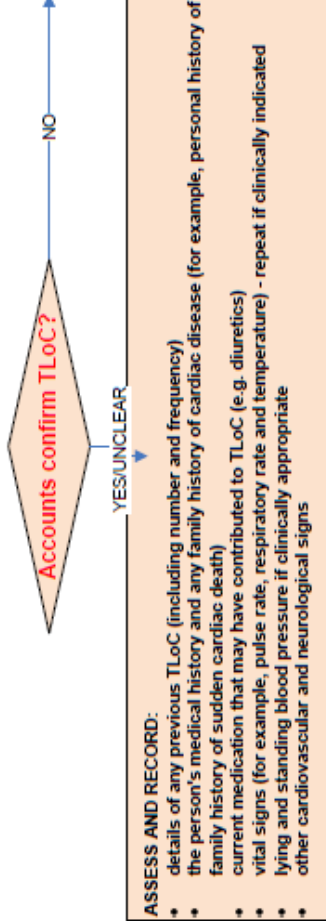 Accounts confirm TLoC?
NO
YES/UNCLEAR
ASSESS AND RECORD:
• details of any previous TLoC (including number and frequency)
• the person's medical history and any family history of cardiac disease (for example, personal history of
family history of sudden cardiac death)
• current medication that may have contributed to TLoC (e.g. diuretics)
• vital signs (for example, pulse rate, respiratory rate and temperature) - repeat if clinically indicated
• lying and standing blood pressure if clinically appropriate
• other cardiovascular and neurological signs